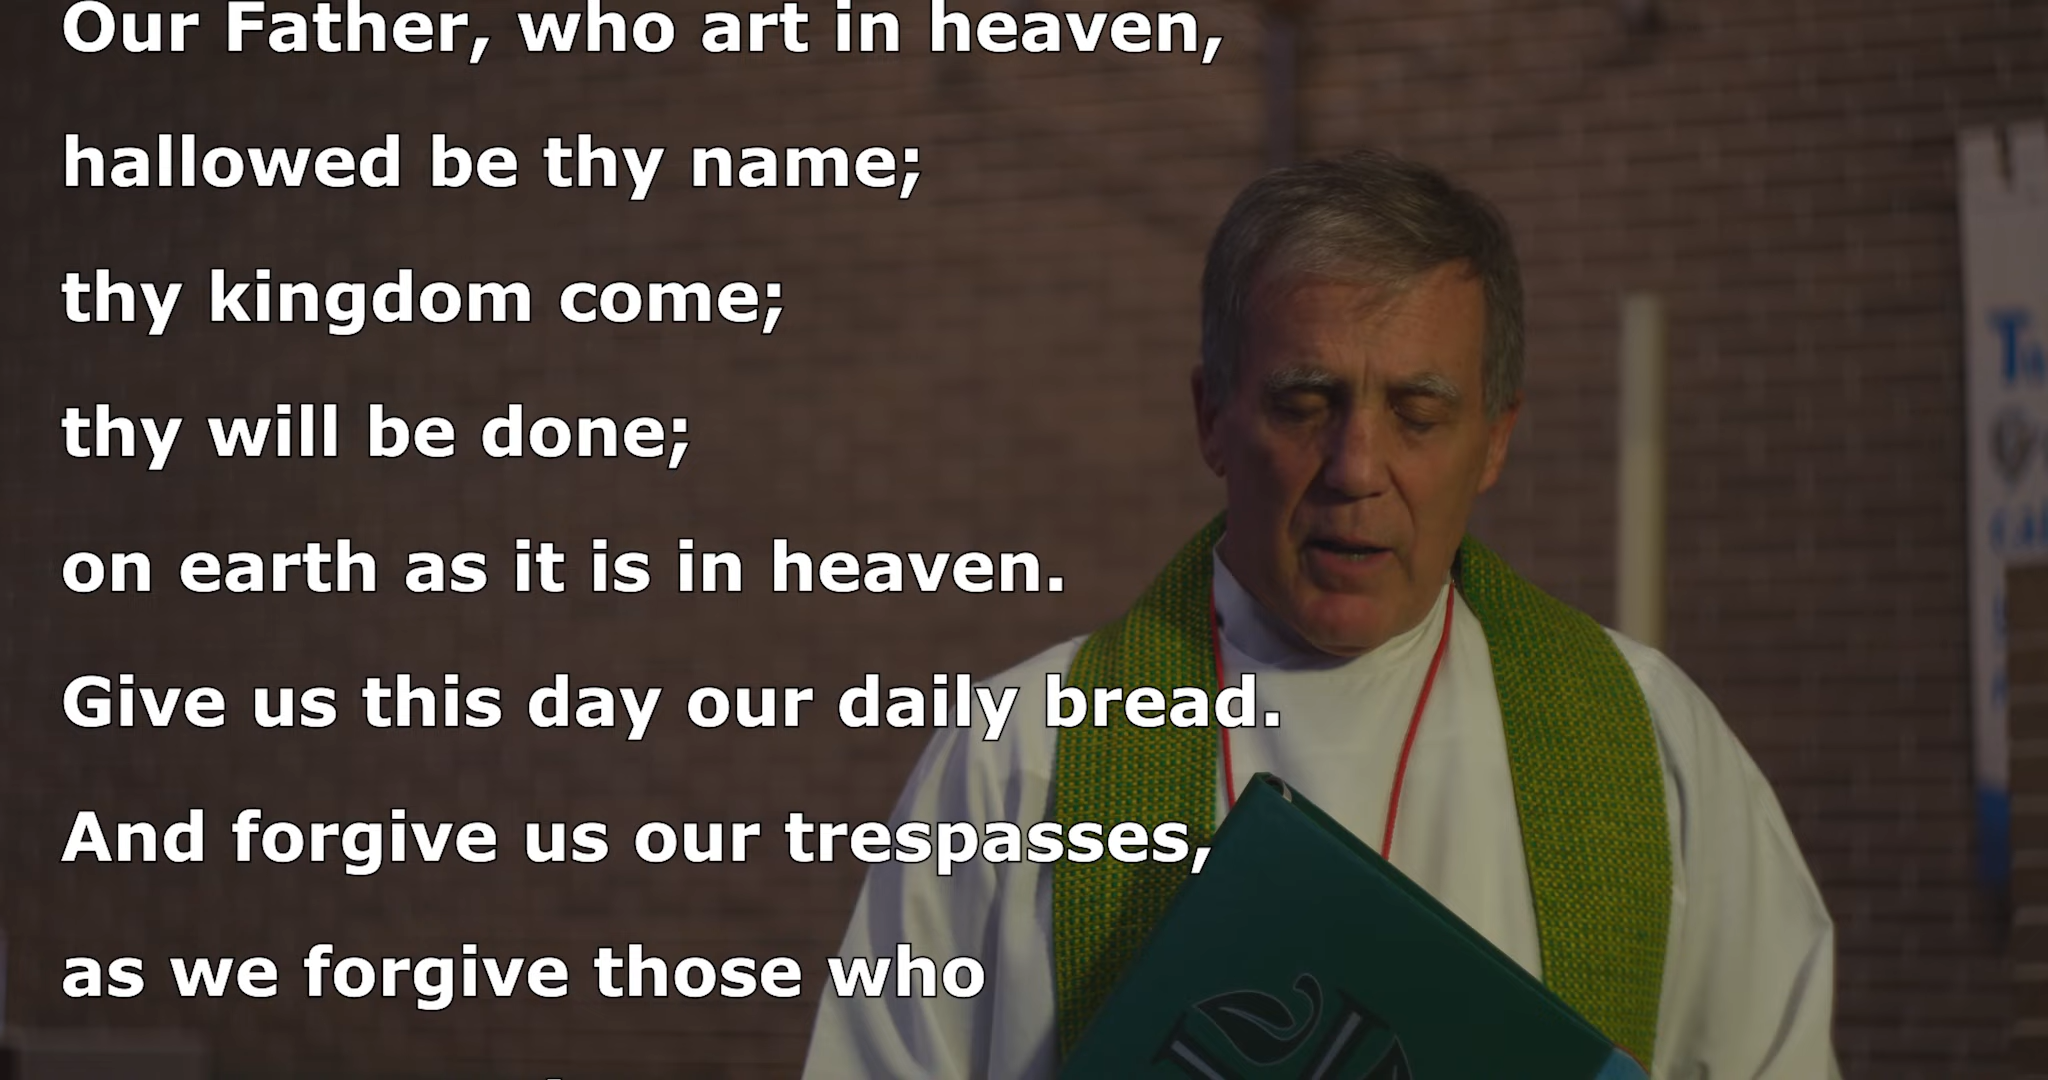 Our Father, who art in heaven,
hallowed be thy name;
thy kingdom come;
thy will be done;
on earth as it is in heaven.
Give us this day our daily bread.
And forgive us our trespasses,
as we forgive those who